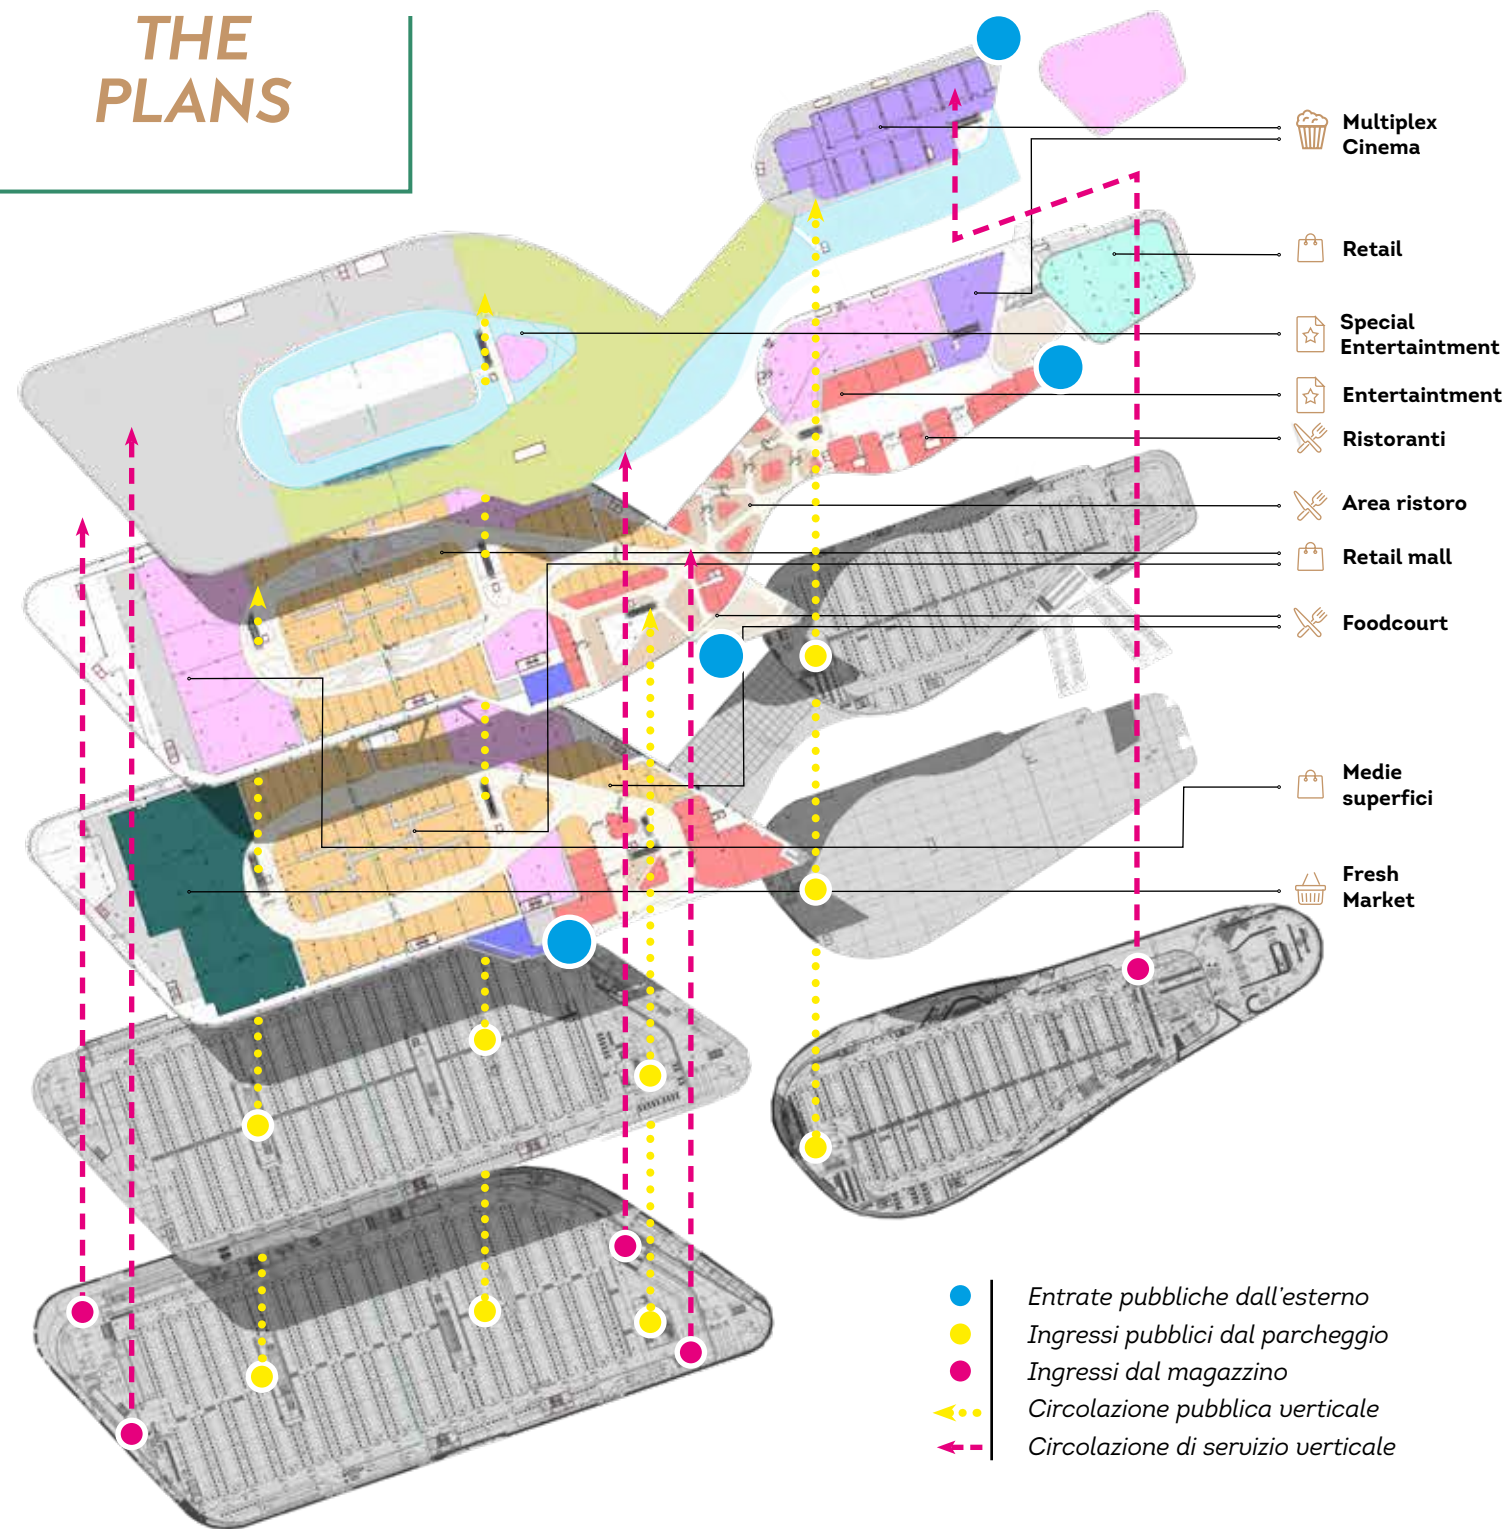 THE
PLANS
Multiplex
Cinema
Retail
Special
Entertaintment
Entertaintment
Ristoranti
Area ristoro
Retail mall
Foodcourt
Medie
superfici
Fresh
Market
Entrate pubbliche dall'esterno
Ingressi pubblici dal parcheggio
Ingressi dal magazzino
Circolazione pubblica verticale
Circolazione di servizio verticale